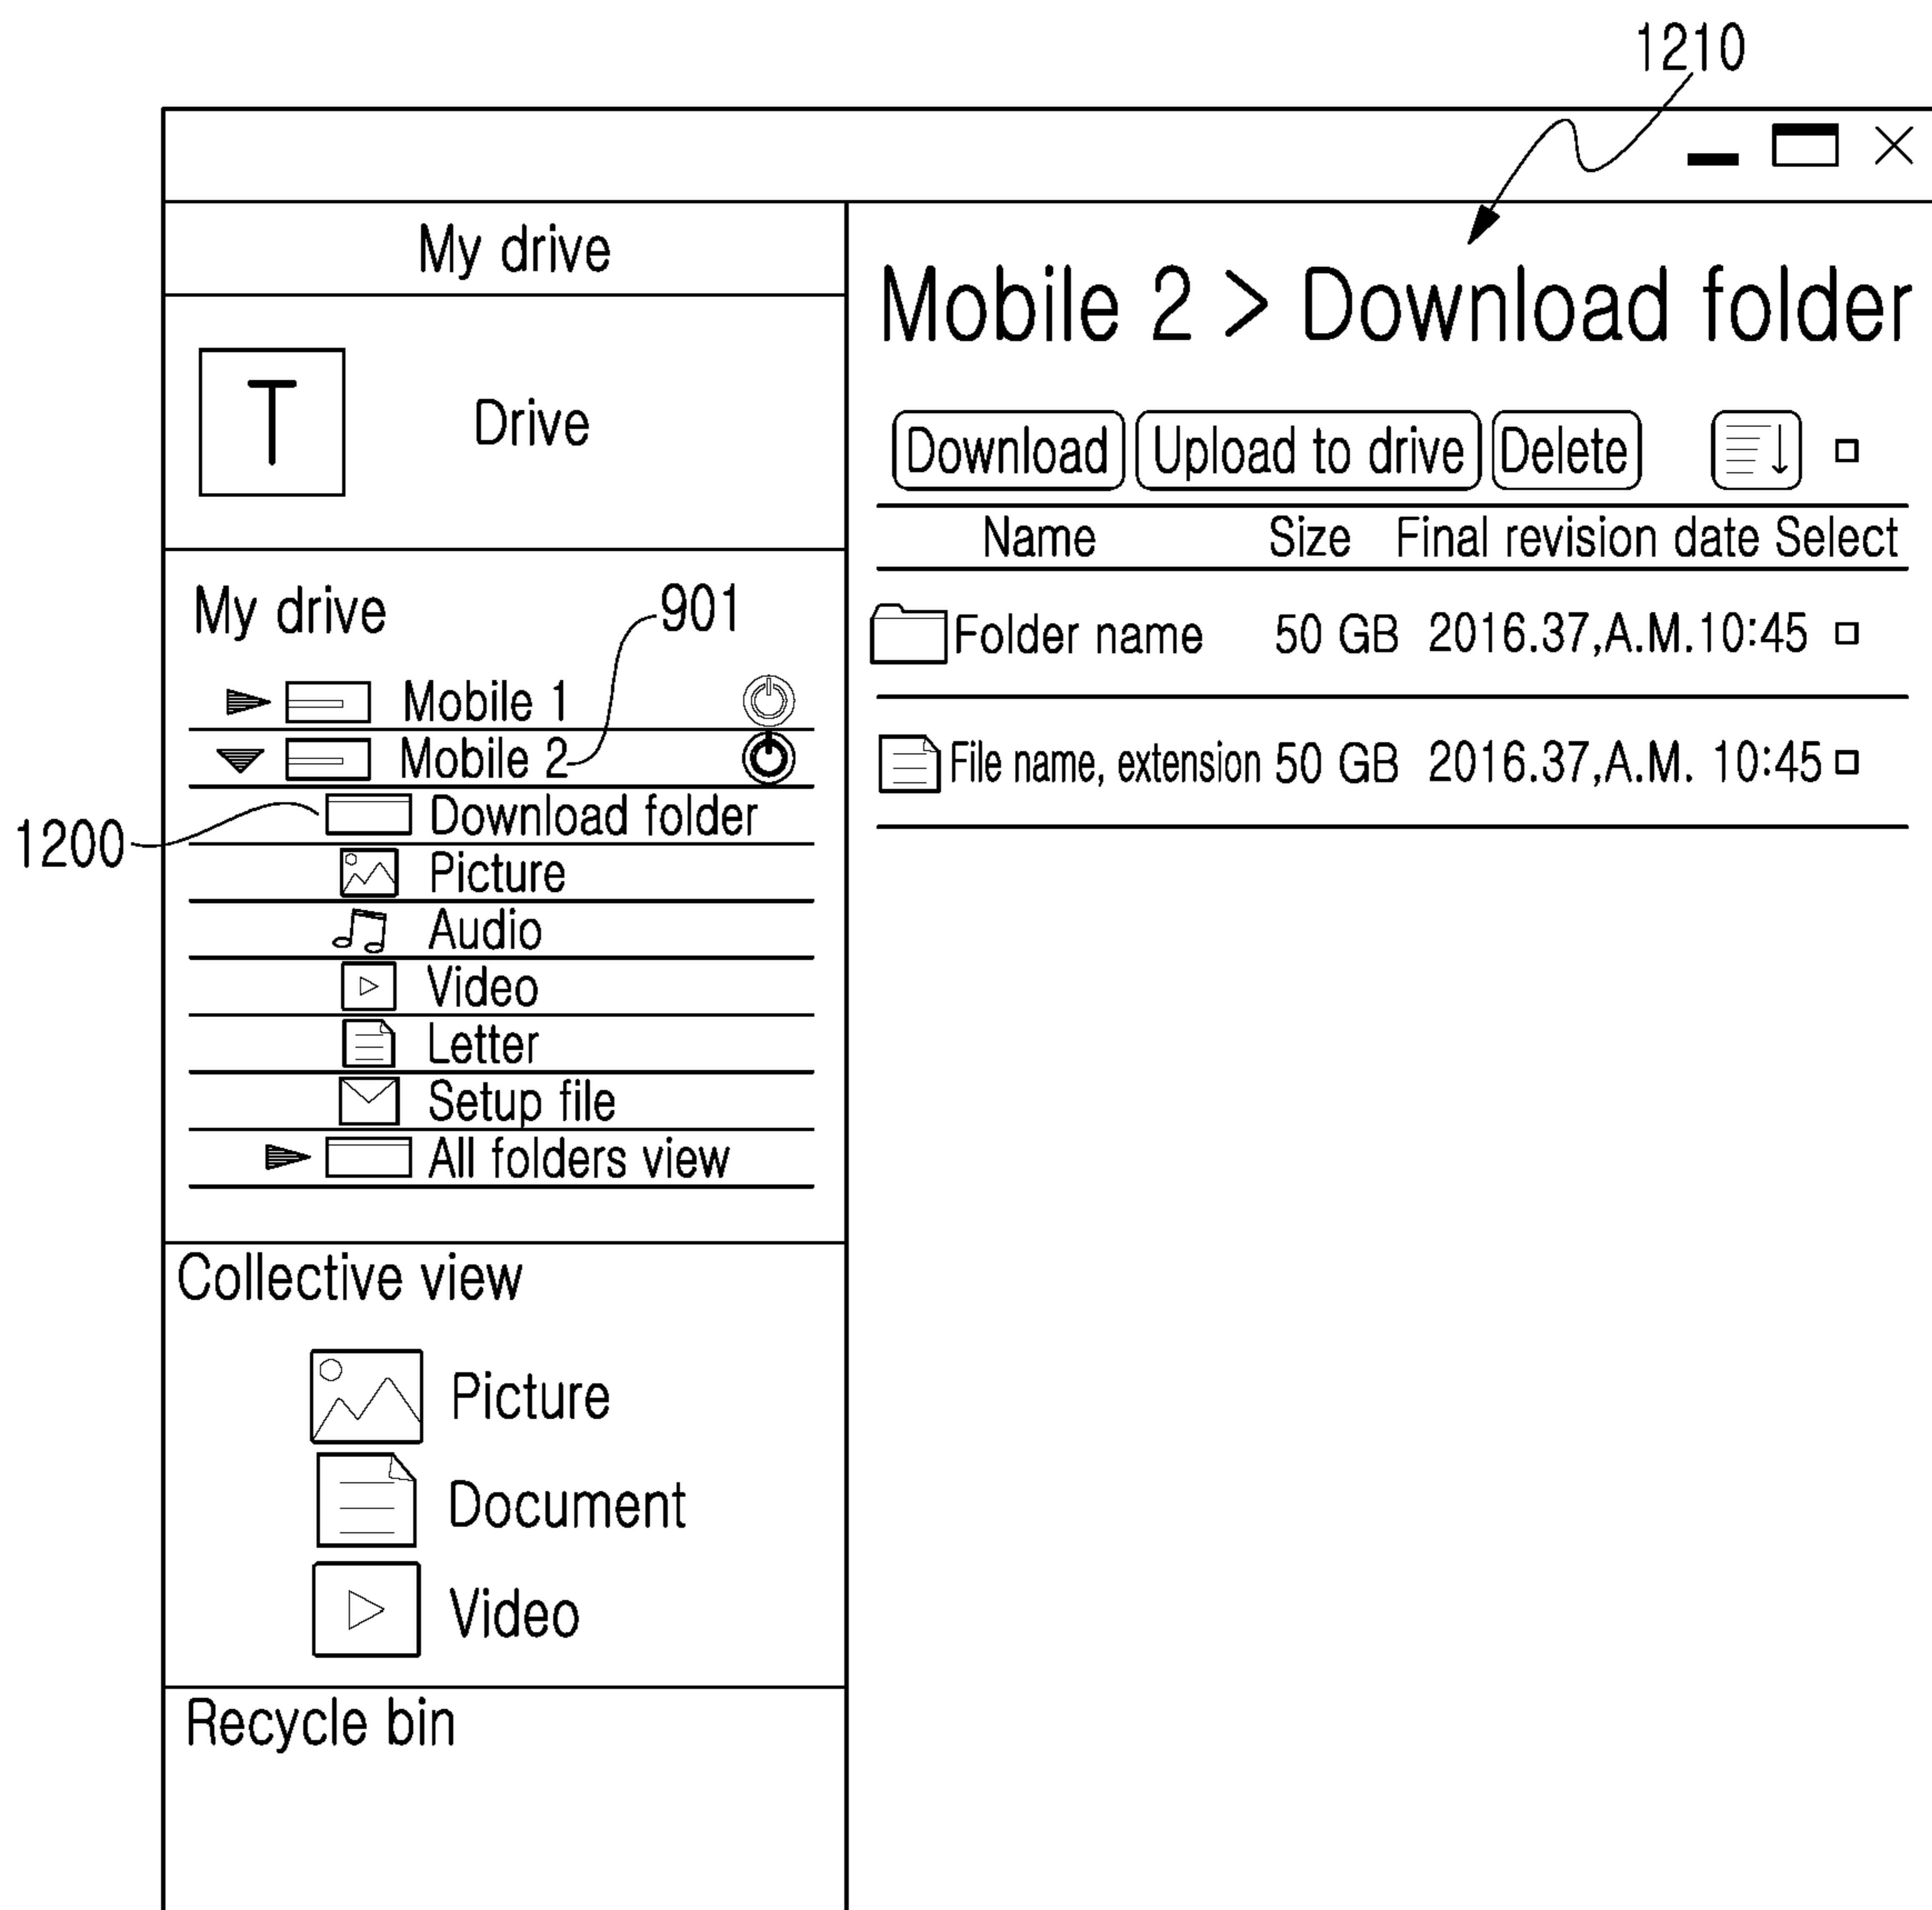 1210
My drive
T Drive
My drive 901
Mobile 1
Mobile 2
1200 Download folder
Picture
Audio
Video
Letter
Setup file
All folders view
Collective view
Picture
Document
Video
Recycle bin
Mobile 2 > Download folder
Download Upload to drive Delete
Name Size Final revision date Select
Folder name 50 GB 2016.37,A.M.10:45
File name, extension 50 GB 2016.37,A.M. 10:45